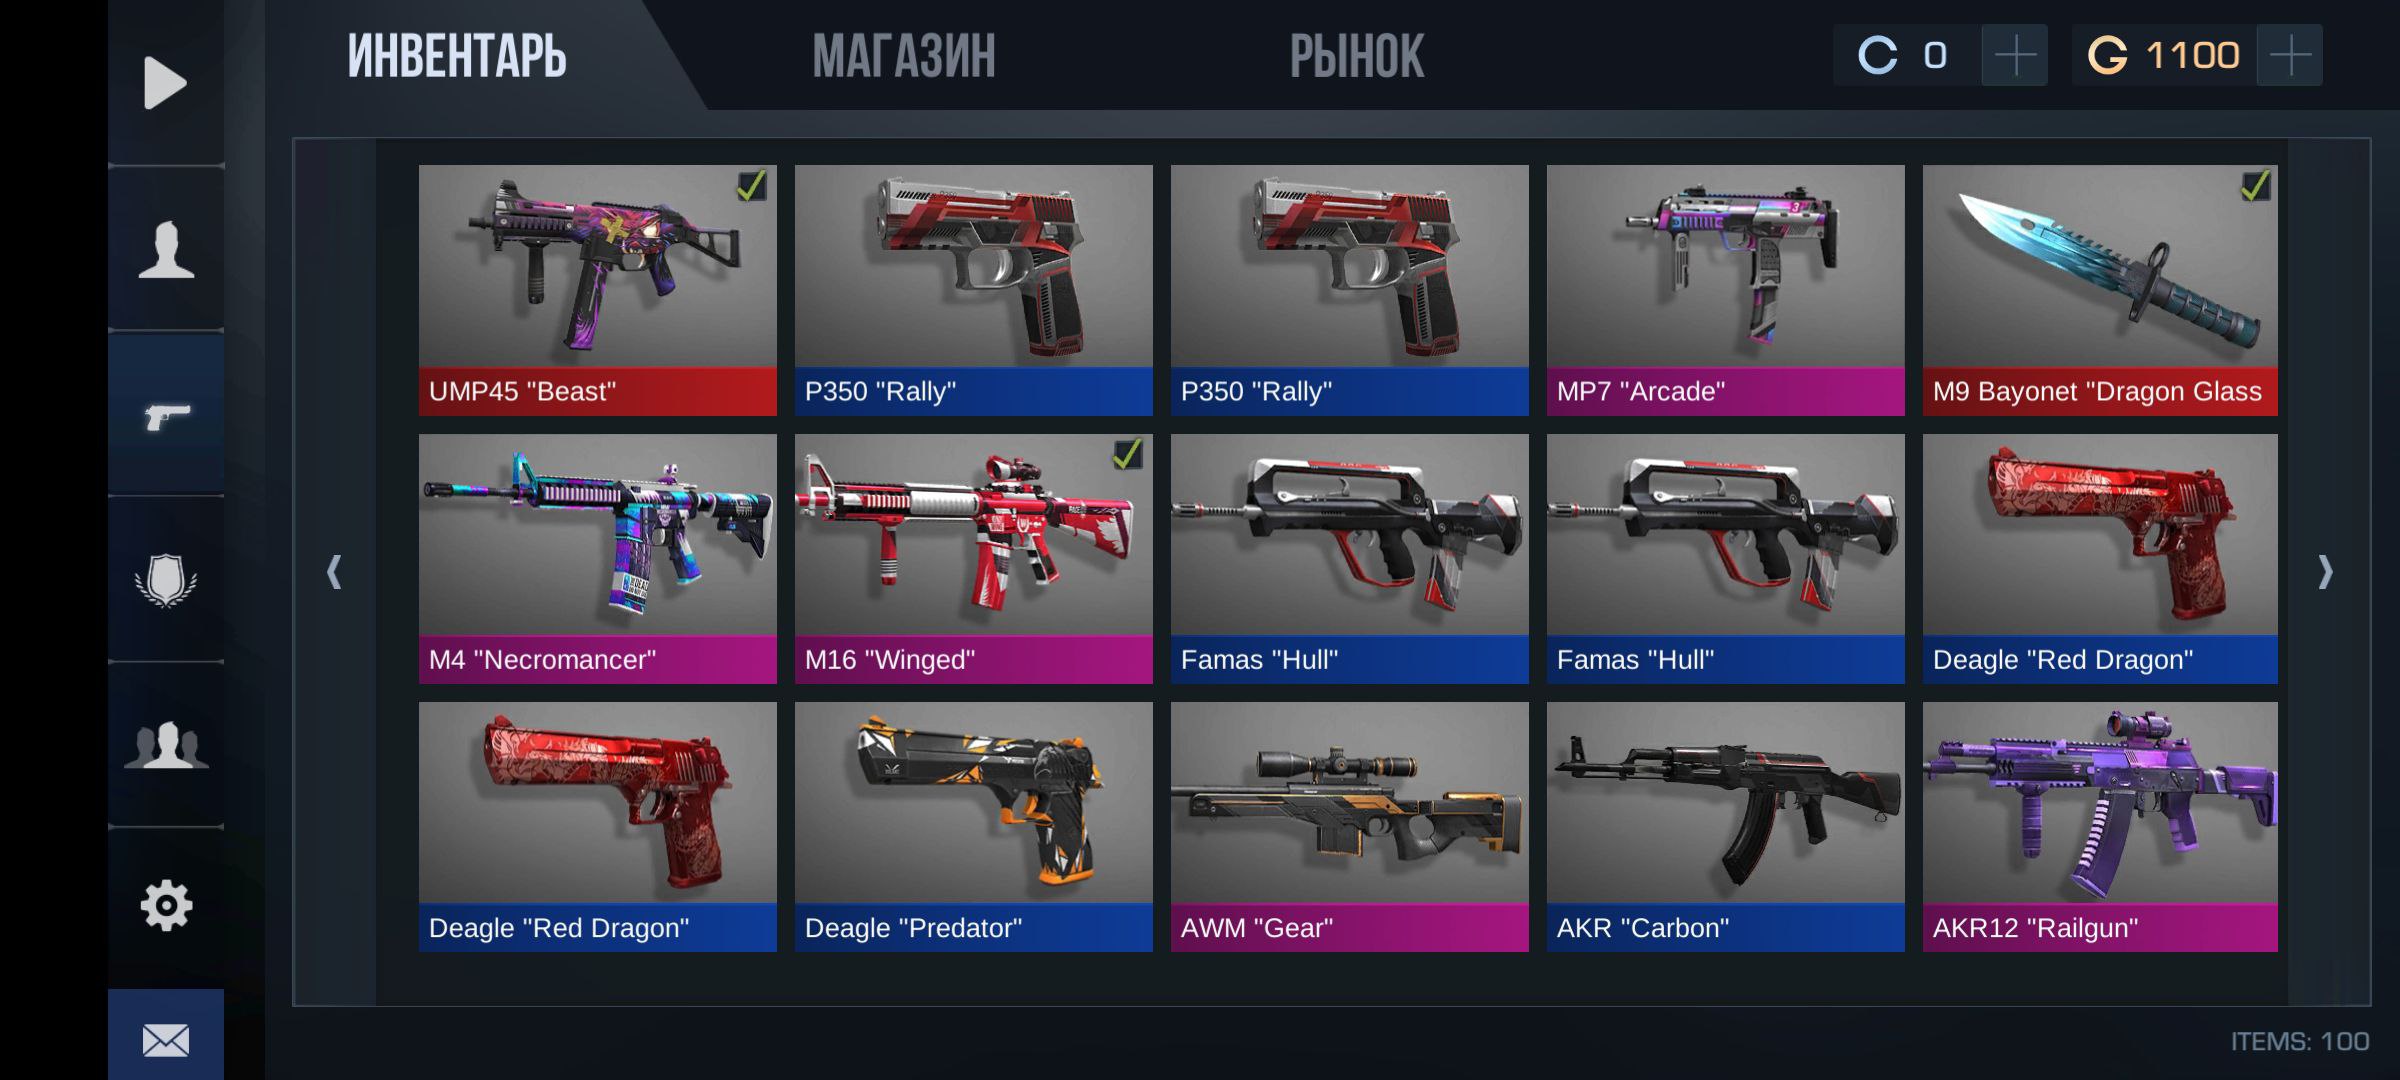 ИНВЕНТАРЬ
МАГАЗИН
РЫНОК
C 0
G 1100
UMP45 "Beast"
P350 "Rally"
P350 "Rally"
MP7 "Arcade"
M9 Bayonet "Dragon Glass
M4 "Necromancer"
M16 "Winged"
Famas "Hull"
Famas "Hull"
Deagle "Red Dragon"
Deagle "Red Dragon"
Deagle "Predator"
AWM "Gear"
AKR "Carbon"
AKR12 "Railgun"
ITEMS: 100